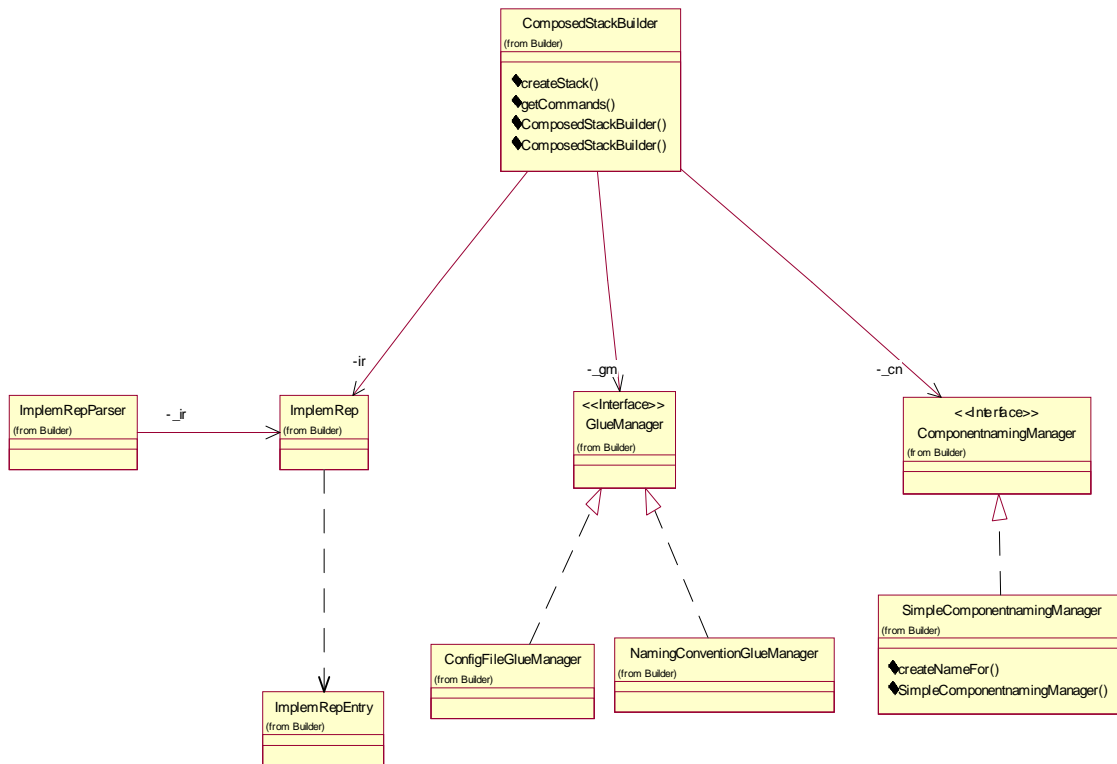 ComposedStackBuilder
(from Builder)
createStack()
getCommands()
ComposedStackBuilder()
ComposedStackBuilder()
-ir
-_gm
-_cn
ImplemRepParser
(from Builder)
-_ir
ImplemRep
(from Builder)
<<Interface>>
GlueManager
(from Builder)
<<Interface>>
ComponentnamingManager
(from Builder)
ConfigFileGlueManager
(from Builder)
NamingConventionGlueManager
(from Builder)
SimpleComponentnamingManager
(from Builder)
createNameFor()
SimpleComponentnamingManager()
ImplemRepEntry
(from Builder)